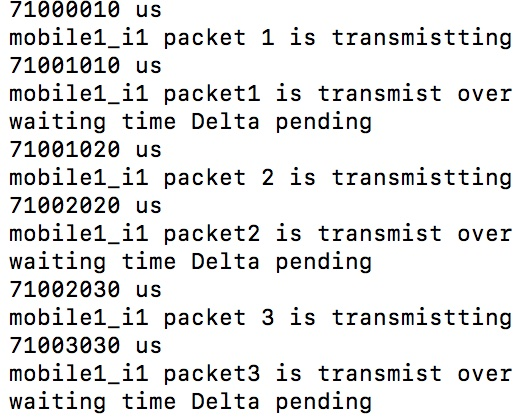 71000010 us
mobile1_i1 packet 1 is transmistting
71001010 us
mobile1_i1 packet1 is transmist over
waiting time Delta pending
71001020 us
mobile1_i1 packet 2 is transmistting
71002020 us
mobile1_i1 packet2 is transmist over
waiting time Delta pending
71002030 us
mobile1_i1 packet 3 is transmistting
71003030 us
mobile1_i1 packet3 is transmist over
waiting time Delta pending